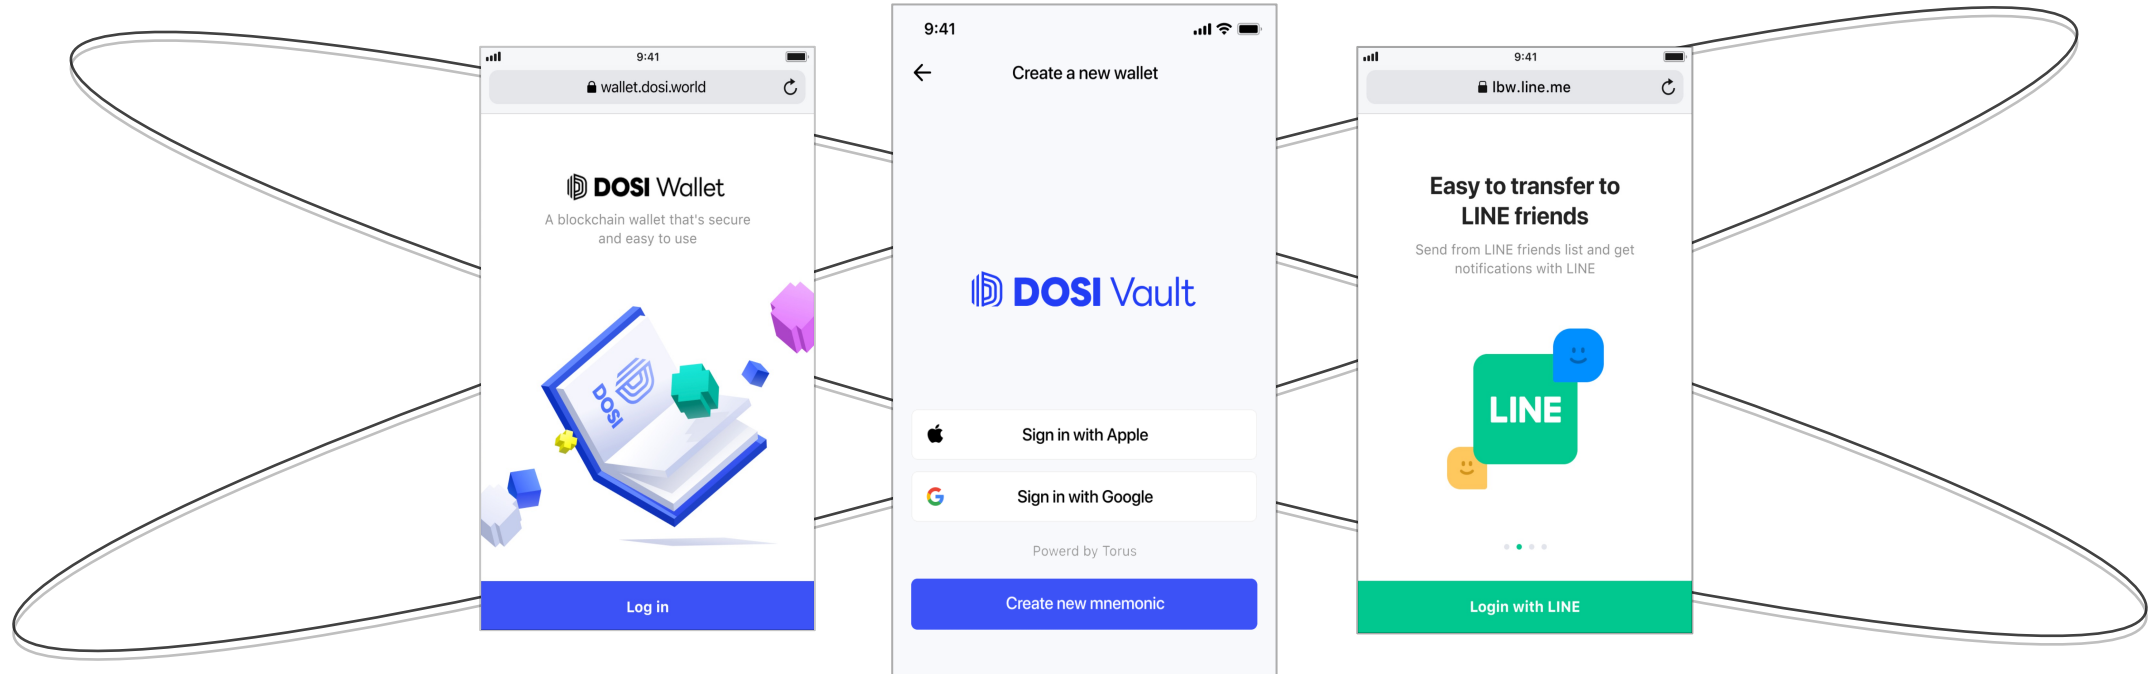 9:41
wallet.dosi.world
DOSI Wallet
A blockchain wallet that's secure
and easy to use
DOSI
Log in
9:41
Create a new wallet
DOSI Vault
Sign in with Apple
Sign in with Google
Powerd by Torus
Create new mnemonic
9:41
lbw.line.me
Easy to transfer to
LINE friends
Send from LINE friends list and get
notifications with LINE
LINE
Login with LINE